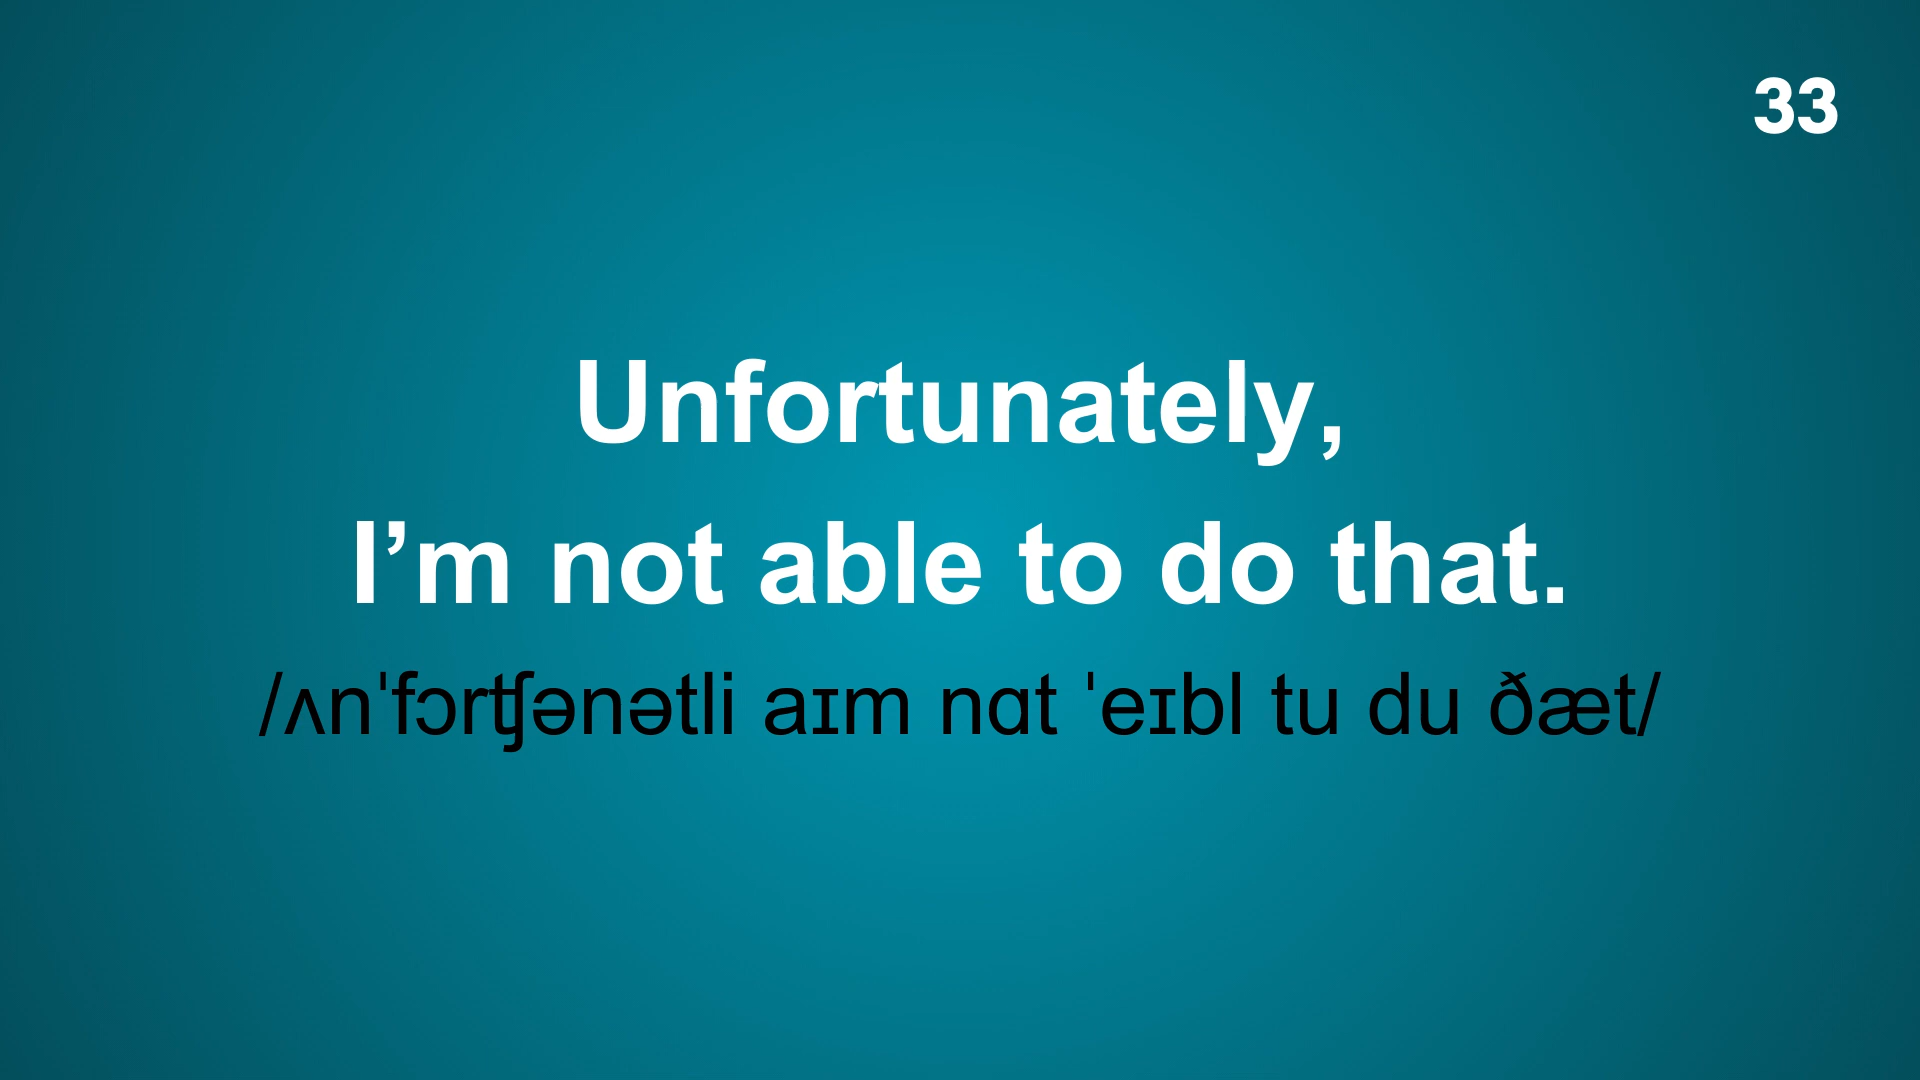 33
Unfortunately,
I’m not able to do that.
/ʌnˈfɔrʧənətli aɪm nɑt ˈeɪbl tu du ðæt/